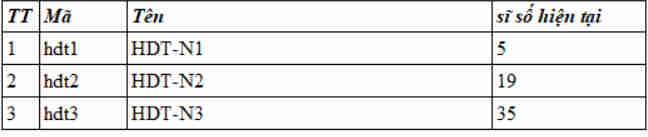 TT Mã Tên sĩ số hiện tại
1 hdt1 HDT-N1 5
2 hdt2 HDT-N2 19
3 hdt3 HDT-N3 35